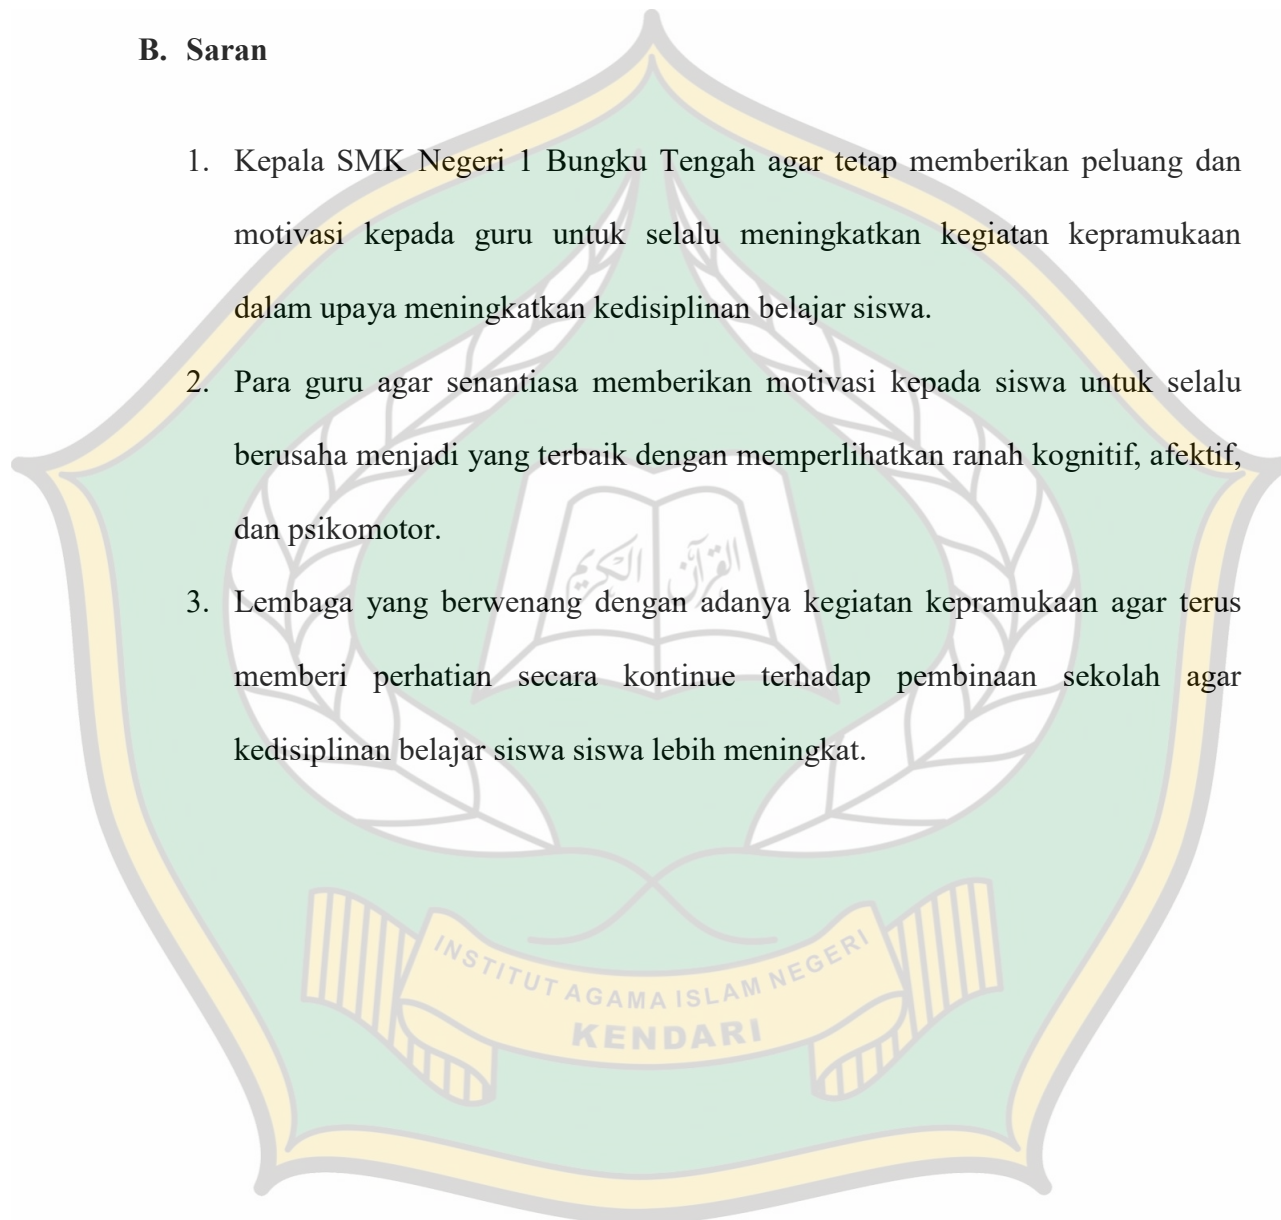 B. Saran
1. Kepala SMK Negeri 1 Bungku Tengah agar tetap memberikan peluang dan
motivasi kepada guru untuk selalu meningkatkan kegiatan kepramukaan
dalam upaya meningkatkan kedisiplinan belajar siswa.
2. Para guru agar senantiasa memberikan motivasi kepada siswa untuk selalu
berusaha menjadi yang terbaik dengan memperlihatkan ranah kognitif, afektif,
dan psikomotor.
القرآن الكريم
3. Lembaga yang berwenang dengan adanya kegiatan kepramukaan agar terus
memberi perhatian secara kontinue terhadap pembinaan sekolah agar
kedisiplinan belajar siswa siswa lebih meningkat.
INSTITUT AGAMA ISLAM NEGERI
KENDARI